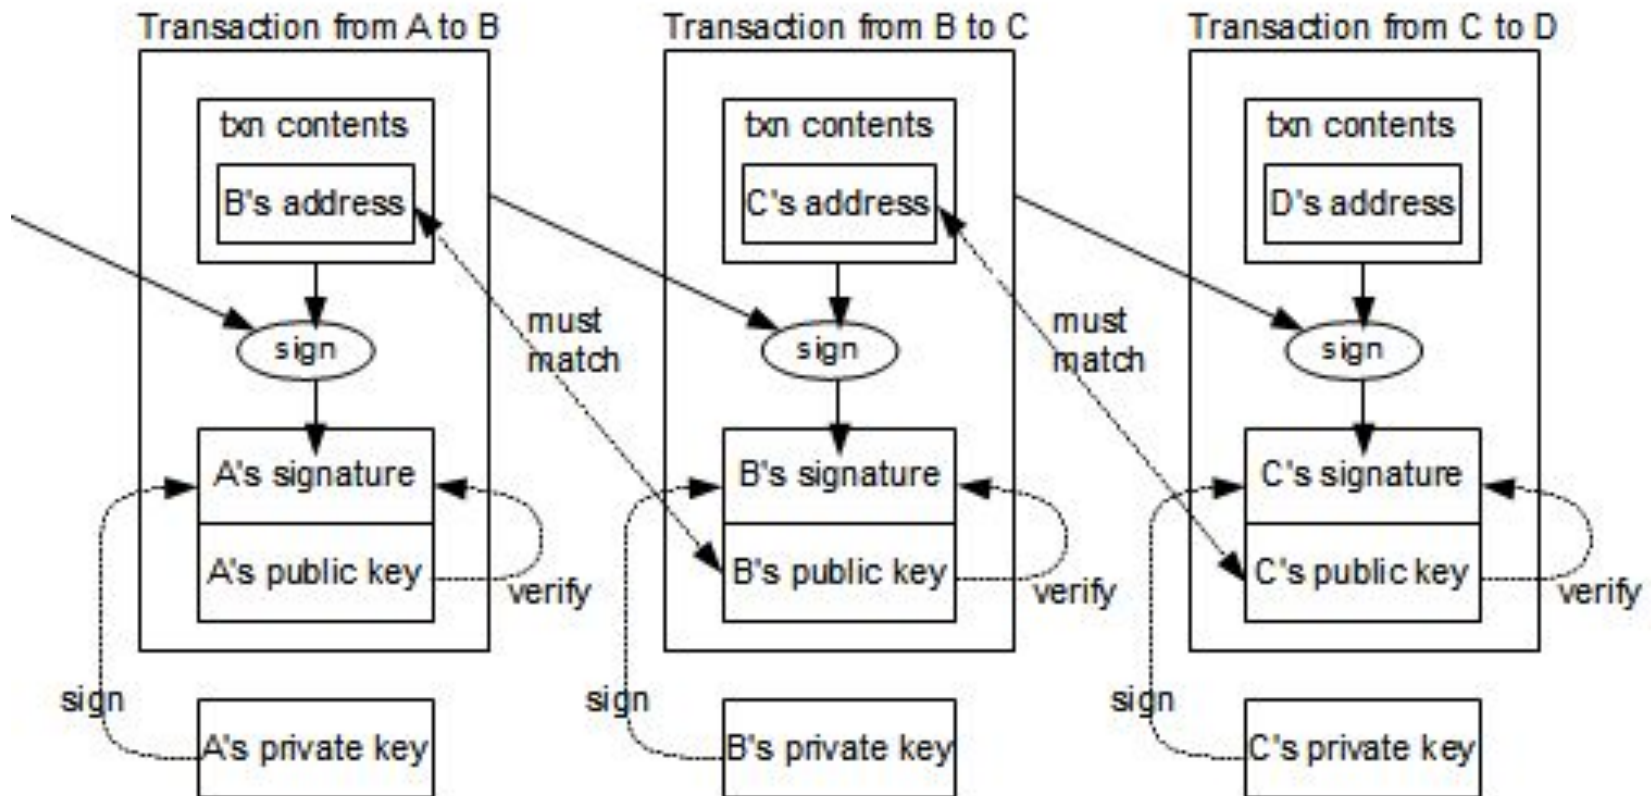 Transaction from A to B
txn contents
B's address
sign
A's signature
A's public key
verify
sign
A's private key
must
match
Transaction from B to C
txn contents
C's address
sign
B's signature
B's public key
verify
sign
B's private key
must
match
Transaction from C to D
txn contents
D's address
sign
C's signature
C's public key
verify
sign
C's private key